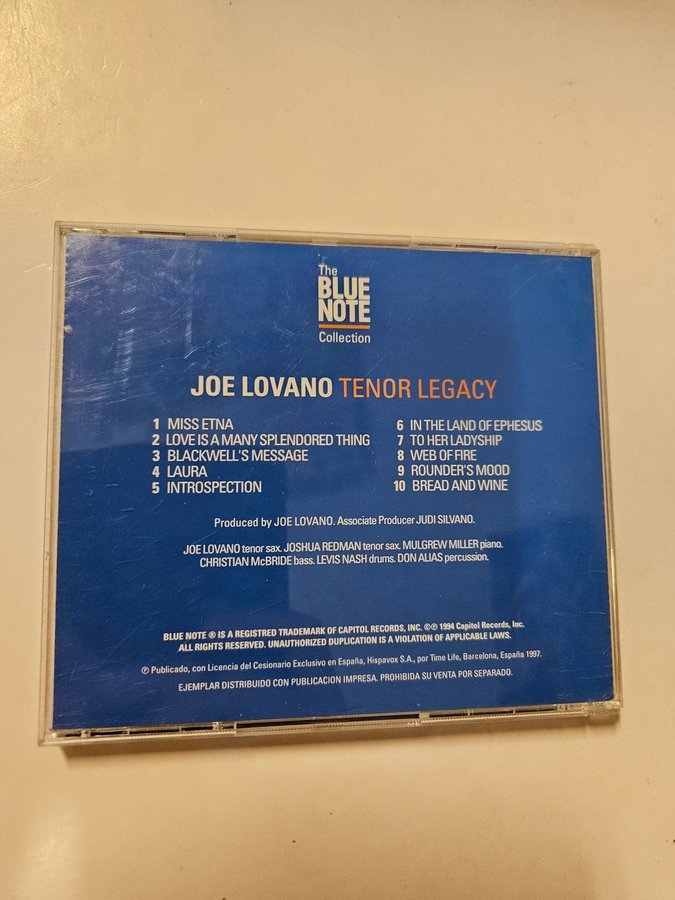 The
BLUE
NOTE
Collection
JOE LOVANO TENOR LEGACY
1 MISS ETNA
2 LOVE IS A MANY SPLENDORED THING
3 BLACKWELL'S MESSAGE
4 LAURA
5 INTROSPECTION
6 IN THE LAND OF EPHESUS
7 TO HER LADYSHIP
8 WEB OF FIRE
9 ROUNDER'S MOOD
10 BREAD AND WINE
Produced by JOE LOVANO. Associate Producer JUDI SILVANO.
JOE LOVANO tenor sax. JOSHUA REDMAN tenor sax. MULGREW MILLER piano.
CHRISTIAN McBRIDE bass. LEVIS NASH drums. DON ALIAS percussion.
BLUE NOTE ® IS A REGISTRED TRADEMARK OF CAPITOL RECORDS, INC. ©℗ 1994 Capitol Records, Inc.
ALL RIGHTS RESERVED. UNAUTHORIZED DUPLICATION IS A VIOLATION OF APPLICABLE LAWS.
℗ Publicado, con Licencia del Cesionario Exclusivo en España, Hispavox S.A., por Time Life, Barcelona, España 1997.
EJEMPLAR DISTRIBUIDO CON PUBLICACION IMPRESA. PROHIBIDA SU VENTA POR SEPARADO.